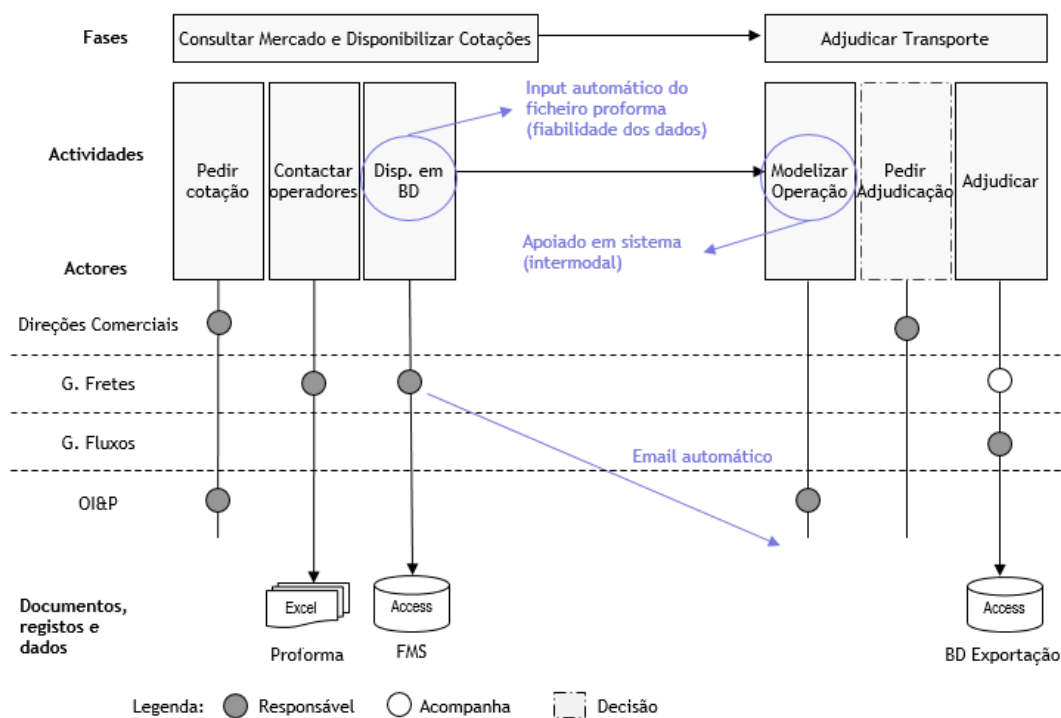 Fases
Consultar Mercado e Disponibilizar Cotações
Adjudicar Transporte
Actividades
Pedir
cotação
Contactar
operadores
Disp. em
BD
Input automático do
ficheiro proforma
(fiabilidade dos dados)
Modelizar
Operação
Pedir
Adjudicação
Adjudicar
Apoiado em sistema
(intermodal)
Actores
Direções Comerciais
G. Fretes
G. Fluxos
Email automático
OI&P
Documentos,
registos e
dados
Excel
Proforma
Access
FMS
Access
BD Exportação
Legenda:
Responsável
Acompanha
Decisão